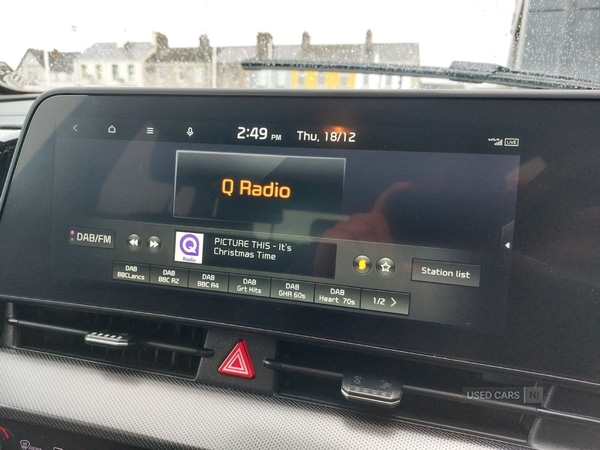 2:49 PM Thu, 18/12
LIVE
Q Radio
DAB/FM
Q
Radio
PICTURE THIS - It's
Christmas Time
S
Station list
DAB
BBCLancs
DAB
BBC R2
DAB
BBC R4
DAB
Grt Hits
DAB
GHR 60s
DAB
Heart 70s
1/2
USED CARS NI